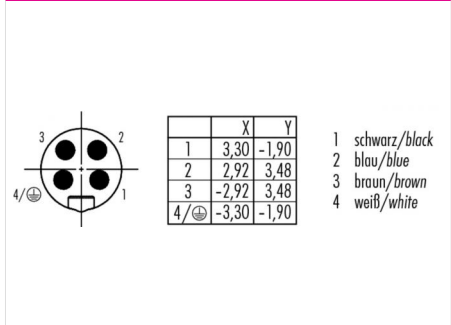 3 2
4/⏚ 1
X Y
1 3,30 -1,90
2 2,92 3,48
3 -2,92 3,48
4/⏚ -3,30 -1,90
1 schwarz/black
2 blau/blue
3 braun/brown
4 weiß/white